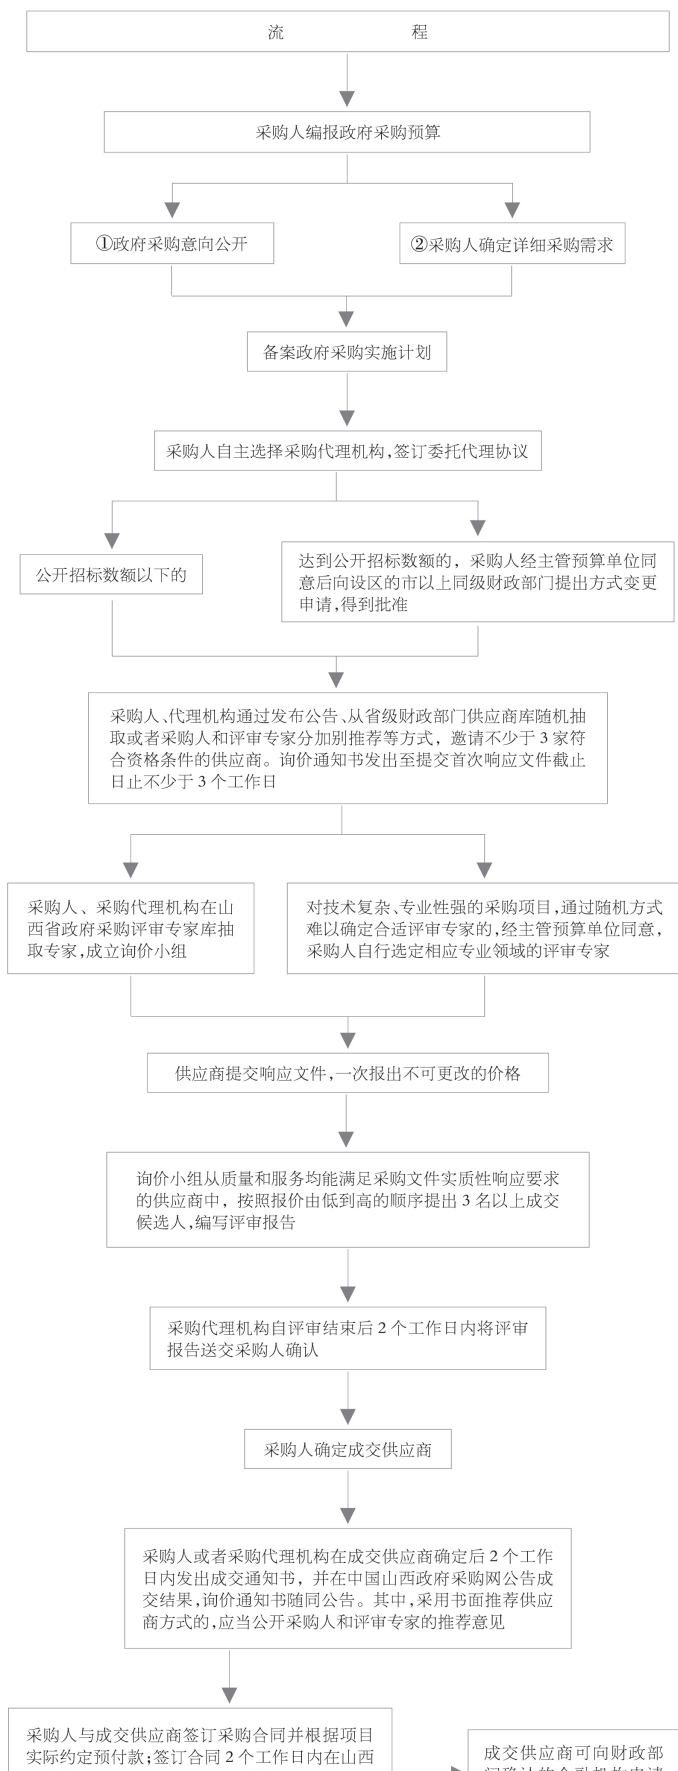 流 程
采购人编报政府采购预算
①政府采购意向公开
②采购人确定详细采购需求
备案政府采购实施计划
采购人自主选择采购代理机构,签订委托代理协议
公开招标数额以下的
达到公开招标数额的，采购人经主管预算单位同
意后向设区的市以上同级财政部门提出方式变更
申请,得到批准
采购人、代理机构通过发布公告、从省级财政部门供应商库随机抽
取或者采购人和评审专家分加别推荐等方式，邀请不少于 3 家符
合资格条件的供应商。询价通知书发出至提交首次响应文件截止
日止不少于 3 个工作日
采购人、采购代理机构在山
西省政府采购评审专家库抽
取专家,成立询价小组
对技术复杂、专业性强的采购项目,通过随机方式
难以确定合适评审专家的,经主管预算单位同意,
采购人自行选定相应专业领域的评审专家
供应商提交响应文件,一次报出不可更改的价格
询价小组从质量和服务均能满足采购文件实质性响应要求
的供应商中，按照报价由低到高的顺序提出 3 名以上成交
候选人,编写评审报告
采购代理机构自评审结束后 2 个工作日内将评审
报告送交采购人确认
采购人确定成交供应商
采购人或者采购代理机构在成交供应商确定后 2 个工作
日内发出成交通知书，并在中国山西政府采购网公告成
交结果,询价通知书随同公告。其中,采用书面推荐供应
商方式的,应当公开采购人和评审专家的推荐意见
采购人与成交供应商签订采购合同并根据项目
实际约定预付款;签订合同 2 个工作日内在山西
成交供应商可向财政部